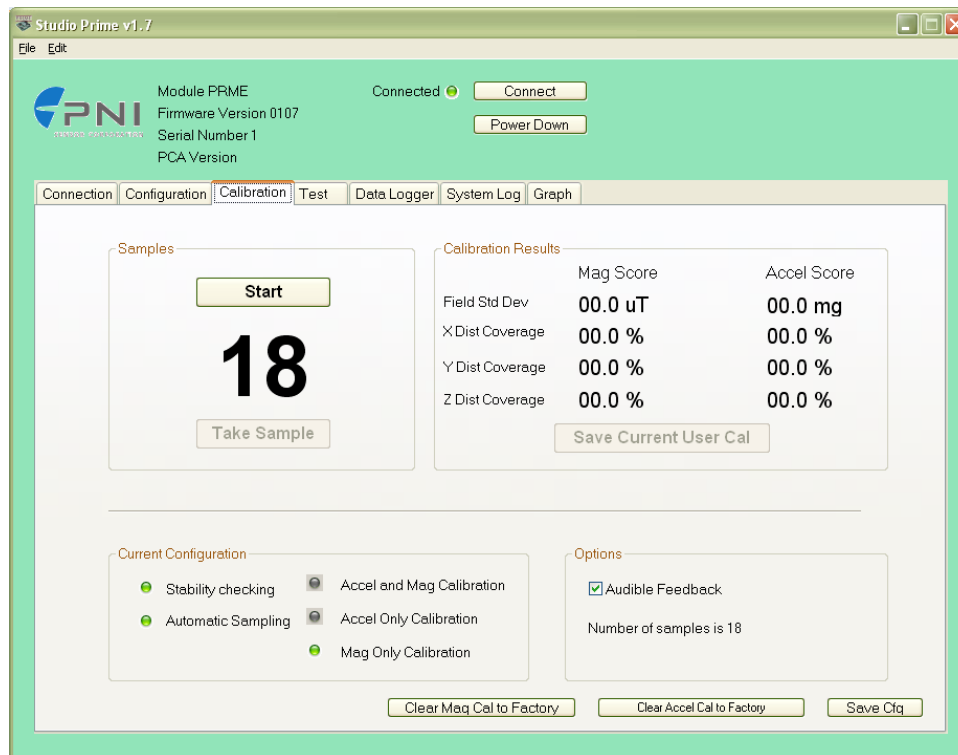 Studio Prime v1.7
File Edit
PNI
Module PRME
Firmware Version 0107
Serial Number 1
PCA Version
Connected
Connect
Power Down
Connection Configuration Calibration Test Data Logger System Log Graph
Samples
Start
18
Take Sample
Calibration Results
Mag Score Accel Score
Field Std Dev 00.0 uT 00.0 mg
X Dist Coverage 00.0 % 00.0 %
Y Dist Coverage 00.0 % 00.0 %
Z Dist Coverage 00.0 % 00.0 %
Save Current User Cal
Current Configuration
Stability checking
Automatic Sampling
Accel and Mag Calibration
Accel Only Calibration
Mag Only Calibration
Options
Audible Feedback
Number of samples is 18
Clear Mag Cal to Factory Clear Accel Cal to Factory Save Cfg